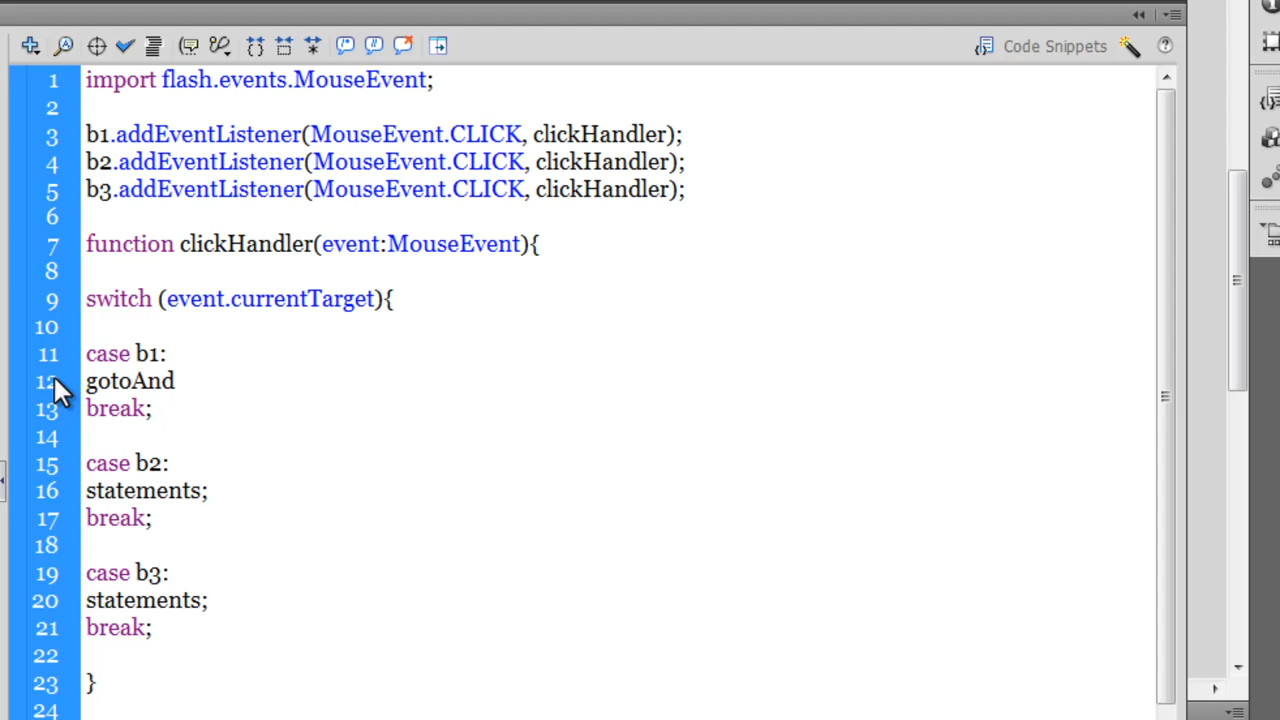 Code Snippets
1 import flash.events.MouseEvent;
2
3 b1.addEventListener(MouseEvent.CLICK, clickHandler);
4 b2.addEventListener(MouseEvent.CLICK, clickHandler);
5 b3.addEventListener(MouseEvent.CLICK, clickHandler);
6
7 function clickHandler(event:MouseEvent){
8
9 switch (event.currentTarget){
10
11 case b1:
12 gotoAnd
13 break;
14
15 case b2:
16 statements;
17 break;
18
19 case b3:
20 statements;
21 break;
22
23 }
24